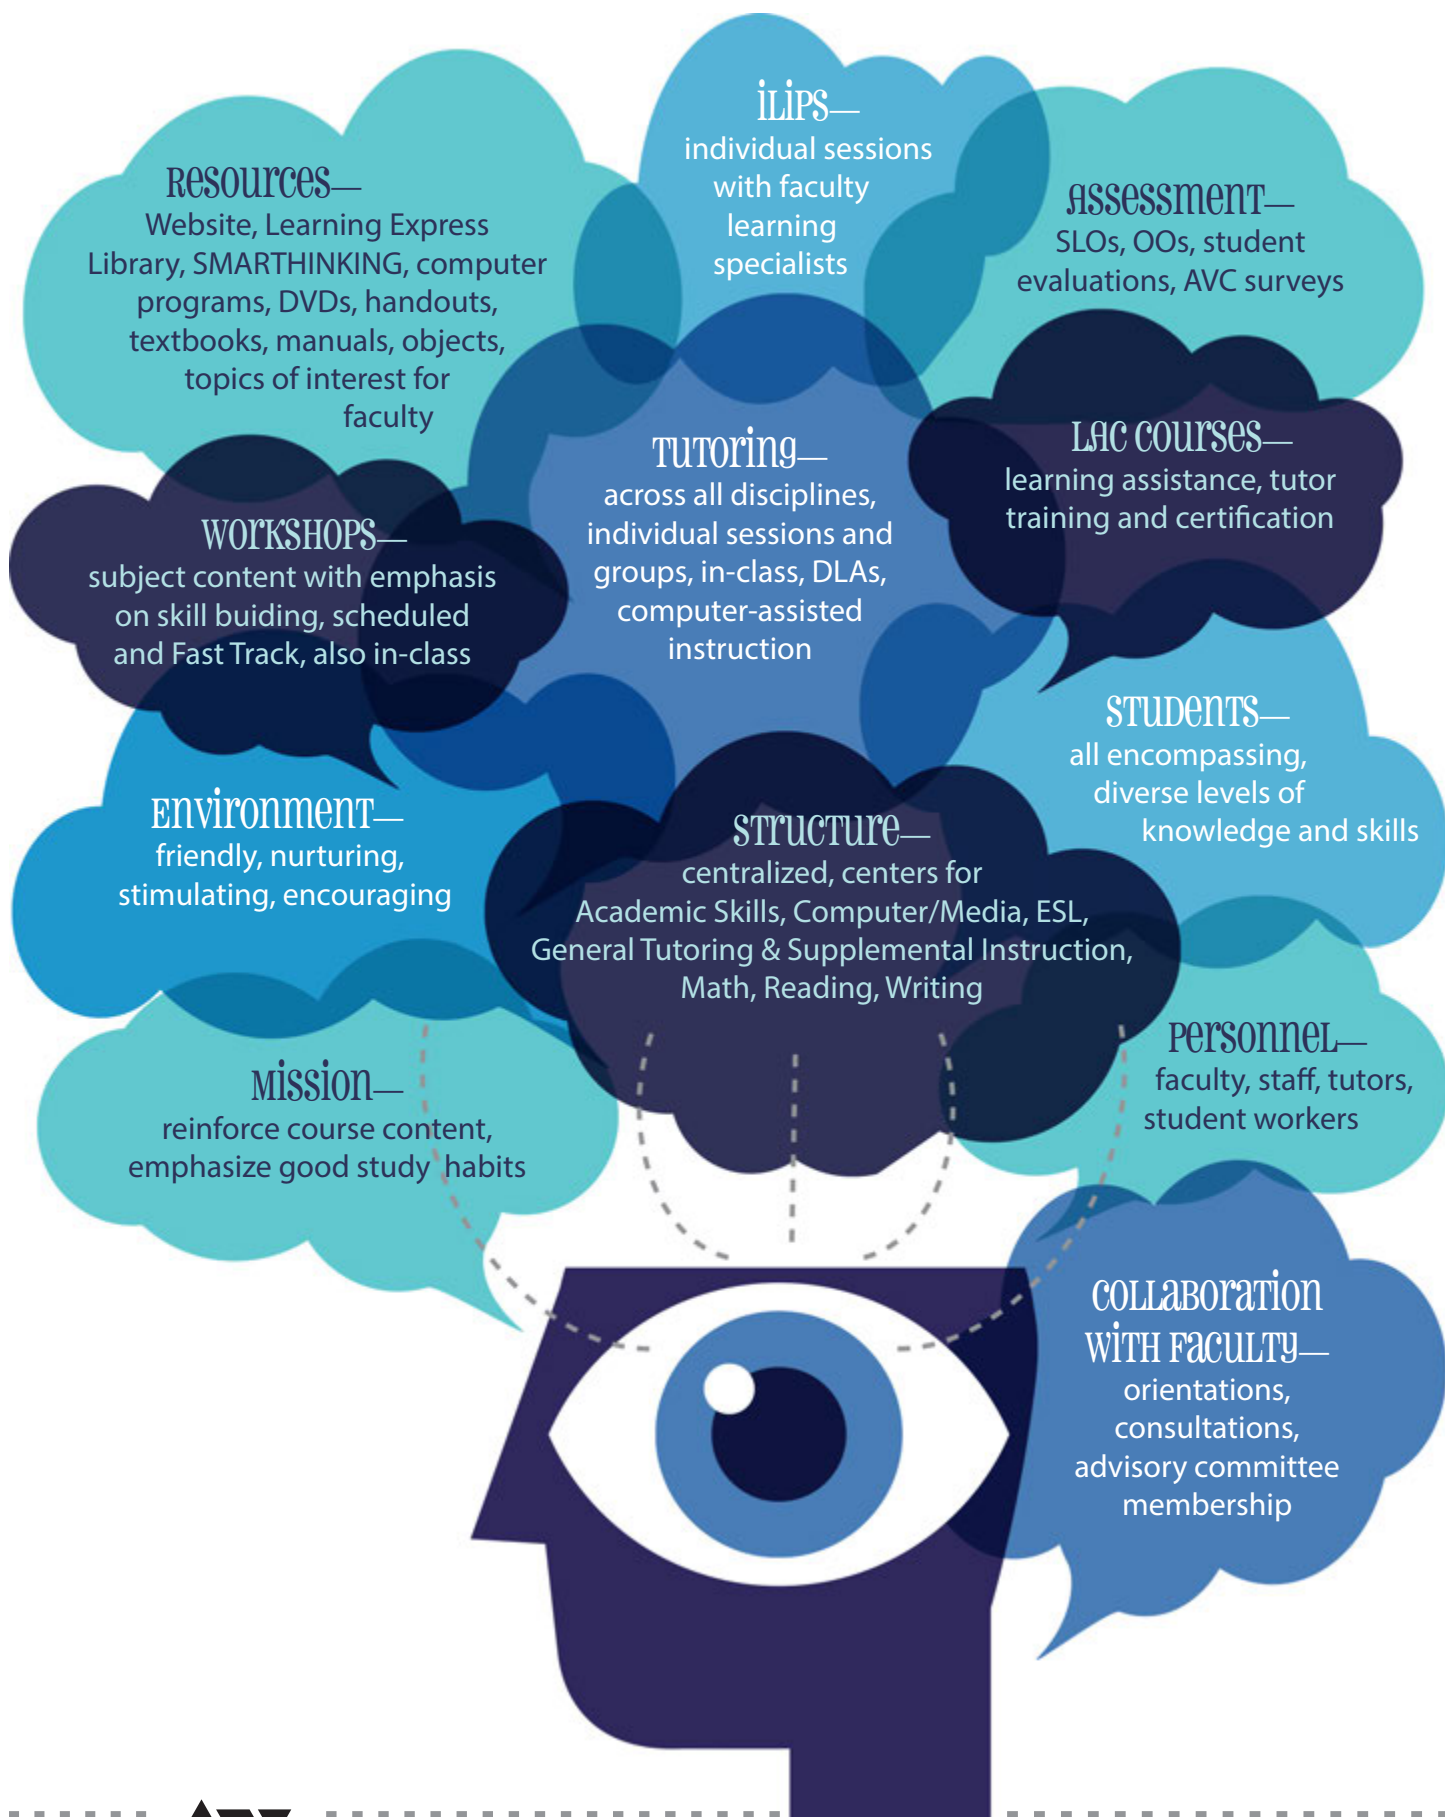 iLiPs—
individual sessions
with faculty
learning
specialists
Resources—
Website, Learning Express
Library, SMARTHINKING, computer
programs, DVDs, handouts,
textbooks, manuals, objects,
topics of interest for
faculty
Assessment—
SLOs, OOs, student
evaluations, AVC surveys
Tutoring—
across all disciplines,
individual sessions and
groups, in-class, DLAs,
computer-assisted
instruction
LAC Courses—
learning assistance, tutor
training and certification
Workshops—
subject content with emphasis
on skill buiding, scheduled
and Fast Track, also in-class
Students—
all encompassing,
diverse levels of
knowledge and skills
Environment—
friendly, nurturing,
stimulating, encouraging
Structure—
centralized, centers for
Academic Skills, Computer/Media, ESL,
General Tutoring & Supplemental Instruction,
Math, Reading, Writing
Personnel—
faculty, staff, tutors,
student workers
Mission—
reinforce course content,
emphasize good study habits
Collaboration
with Faculty—
orientations,
consultations,
advisory committee
membership